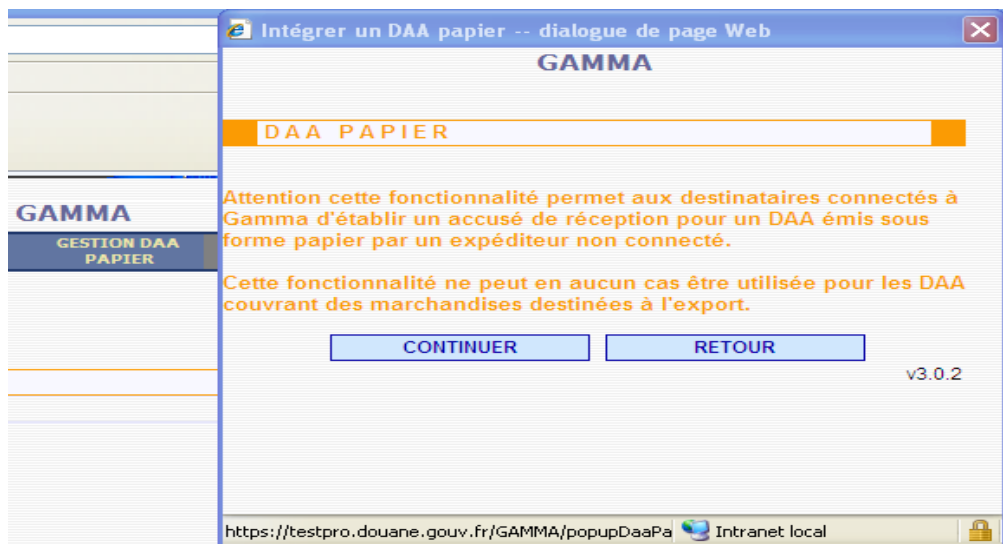 Intégrer un DAA papier -- dialogue de page Web
GAMMA
DAA PAPIER
GAMMA
GESTION DAA
PAPIER
Attention cette fonctionnalité permet aux destinataires connectés à
Gamma d'établir un accusé de réception pour un DAA émis sous
forme papier par un expéditeur non connecté.
Cette fonctionnalité ne peut en aucun cas être utilisée pour les DAA
couvrant des marchandises destinées à l'export.
CONTINUER
RETOUR
v3.0.2
https://testpro.douane.gouv.fr/GAMMA/popupDaaPa
Intranet local